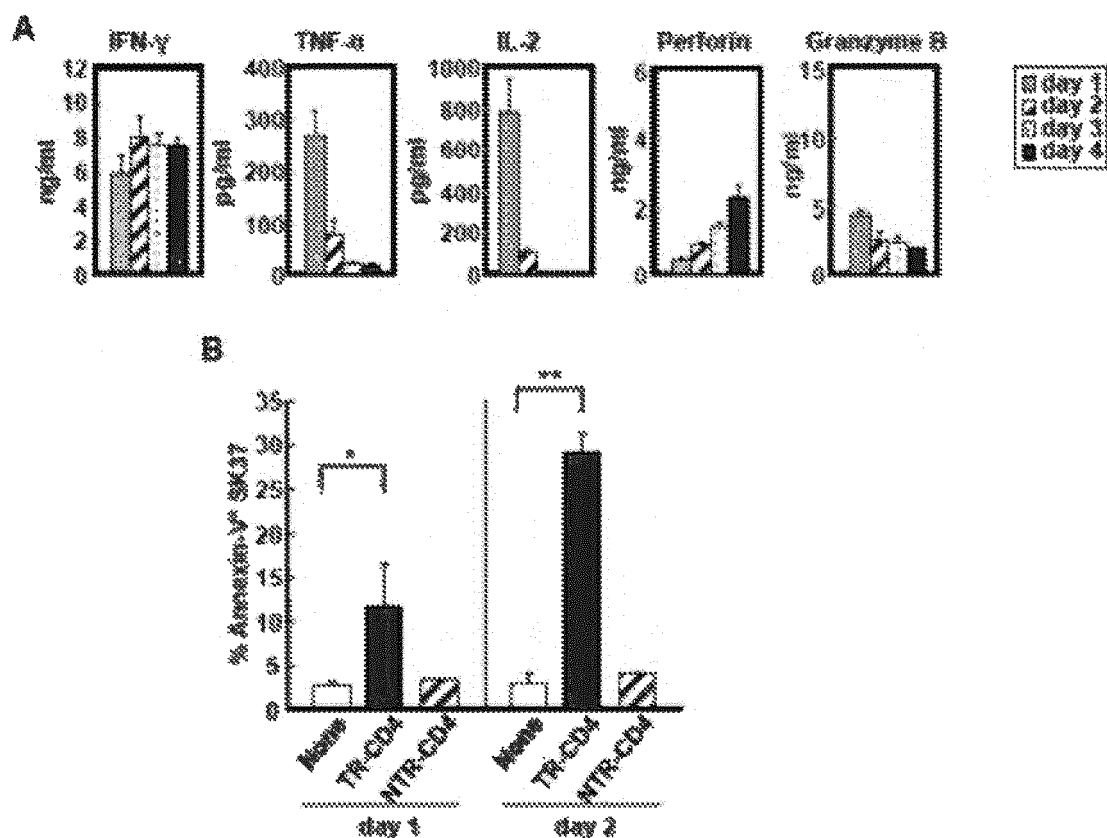 A
IFN-γ
TNF-α
IL-2
Perforin
Granzyme B
12
10
8
6
4
2
0
ng/ml
400
300
200
100
0
pg/ml
1000
800
600
400
200
0
pg/ml
6
4
2
0
ng/ml
15
10
5
0
ng/ml
day 1
day 2
day 3
day 4
B
35
30
25
20
15
10
5
0
% Annexin-V⁺ SK37
*
**
None
TR-CD4
NTR-CD4
None
TR-CD4
NTR-CD4
day 1
day 2